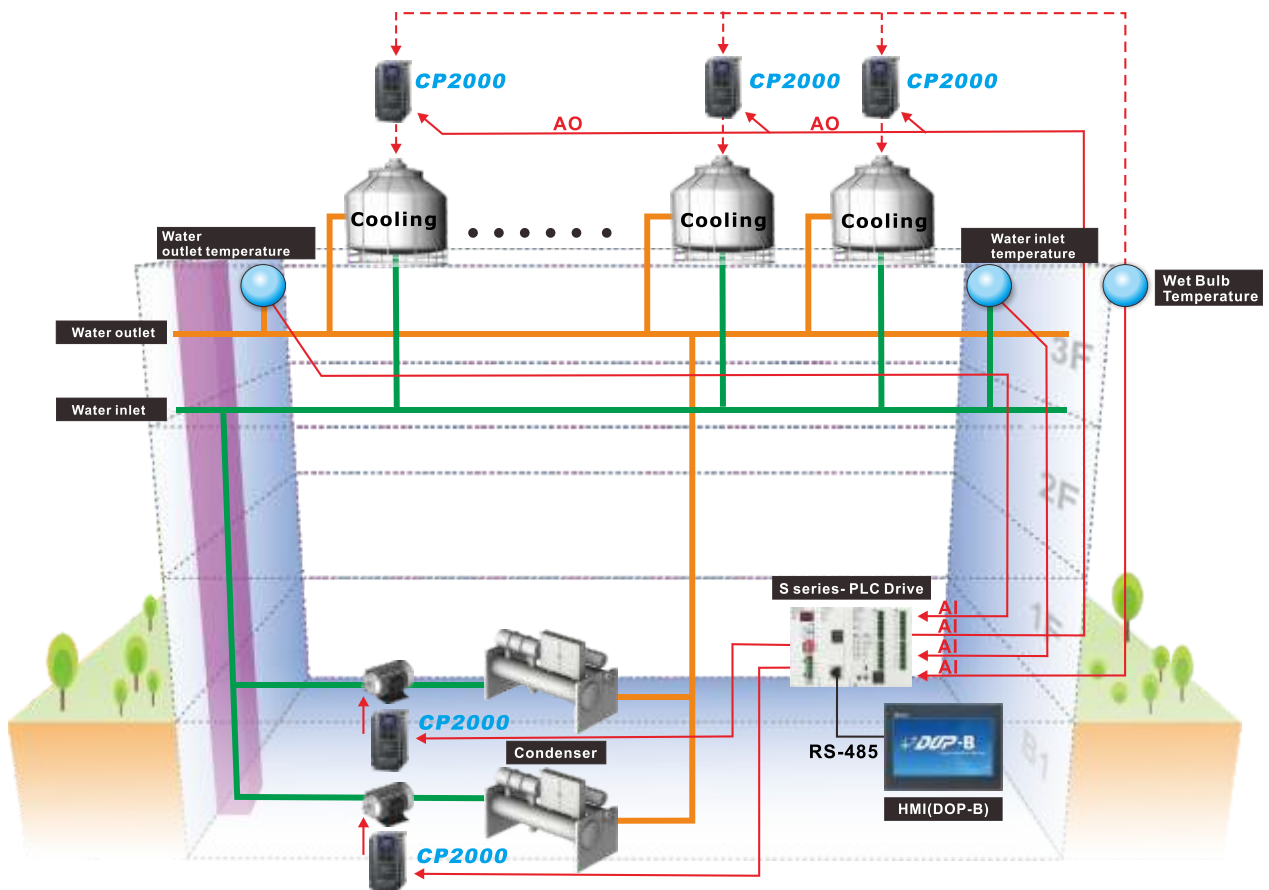 CP2000
CP2000
CP2000
AO
AO
Cooling
Cooling
Cooling
Water
outlet temperature
Water inlet
temperature
Wet Bulb
Temperature
Water outlet
Water inlet
3F
2F
1F
B1
S series- PLC Drive
AI
AI
AI
AI
CP2000
Condenser
RS-485
DOP-B
HMI(DOP-B)
CP2000